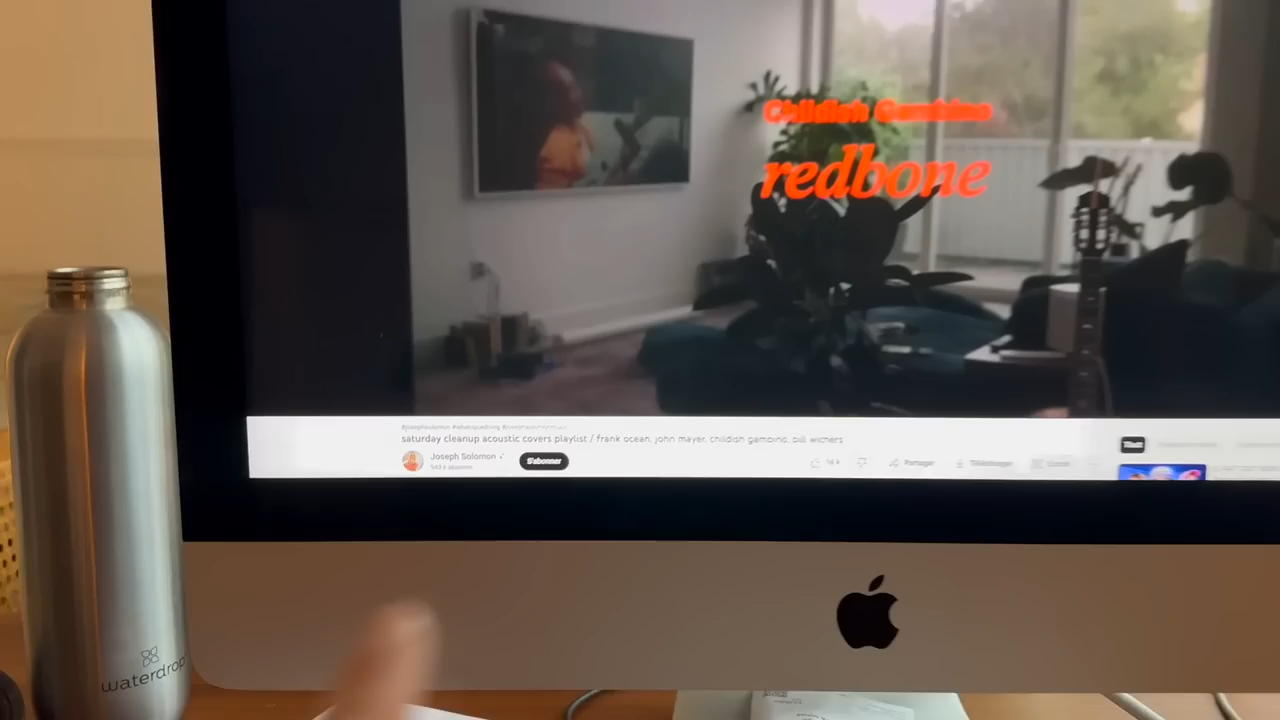 Childish Gambino
redbone
saturday cleanup acoustic covers playlist / frank ocean, john mayer, childish gambino, bill withers
Joseph Solomon
S'abonner
Partager
Télécharger
waterdrop